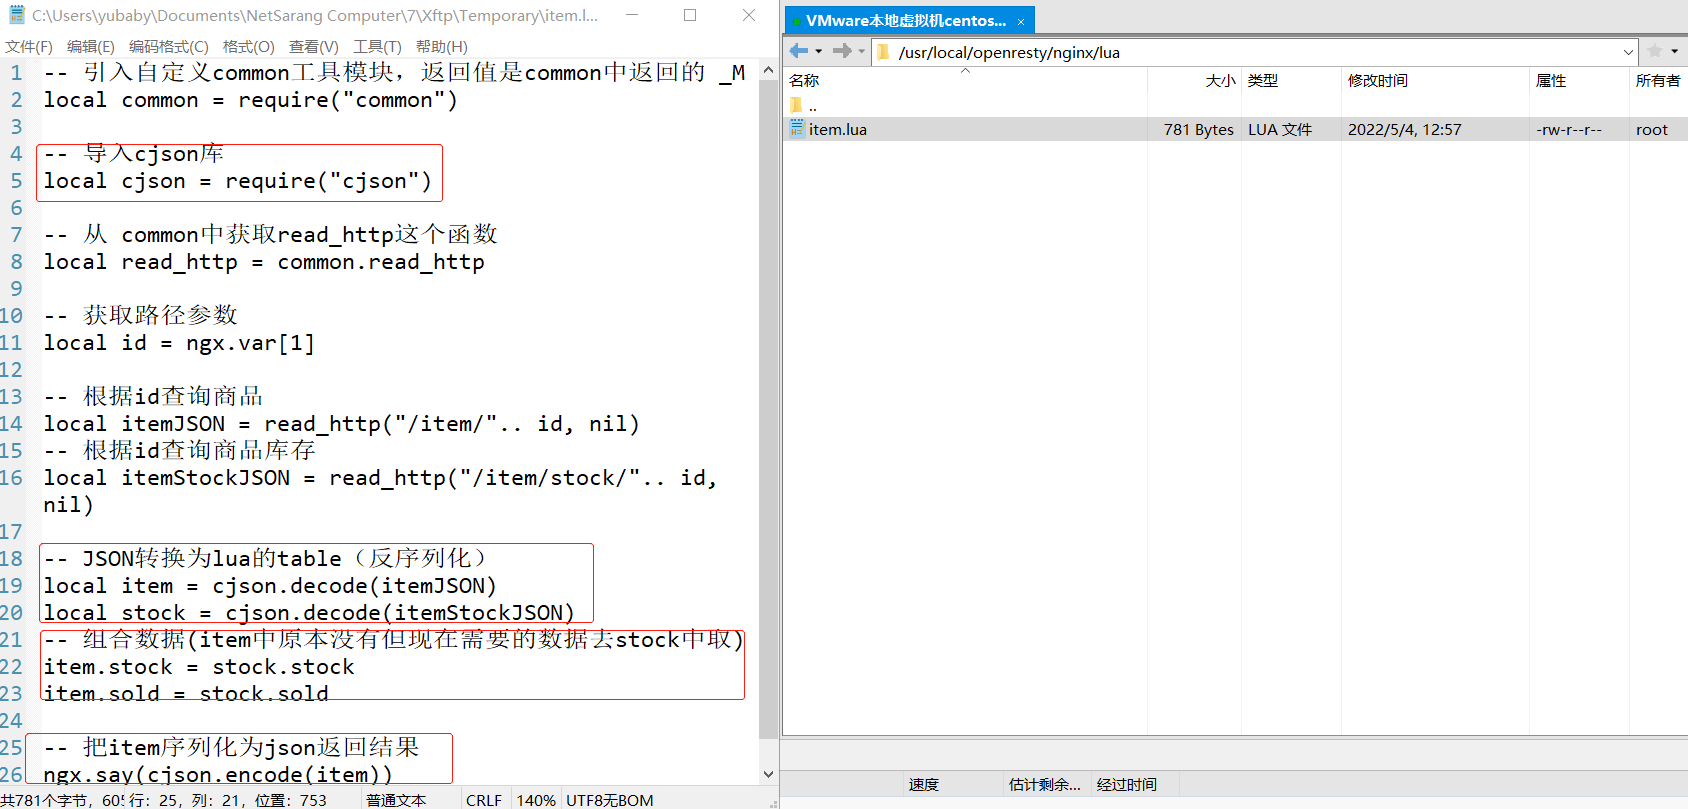 C:\Users\yubaby\Documents\NetSarang Computer\7\Xftp\Temporary\item.l...
文件(F) 编辑(E) 编码格式(C) 格式(O) 查看(V) 工具(T) 帮助(H)
1 -- 引入自定义common工具模块，返回值是common中返回的 _M
2 local common = require("common")
3
4 -- 导入cjson库
5 local cjson = require("cjson")
6
7 -- 从 common中获取read_http这个函数
8 local read_http = common.read_http
9
10 -- 获取路径参数
11 local id = ngx.var[1]
12
13 -- 根据id查询商品
14 local itemJSON = read_http("/item/".. id, nil)
15 -- 根据id查询商品库存
16 local itemStockJSON = read_http("/item/stock/".. id,
nil)
17
18 -- JSON转换为lua的table（反序列化）
19 local item = cjson.decode(itemJSON)
20 local stock = cjson.decode(itemStockJSON)
21 -- 组合数据(item中原本没有但现在需要的数据去stock中取)
22 item.stock = stock.stock
23 item.sold = stock.sold
24
25 -- 把item序列化为json返回结果
26 ngx.say(cjson.encode(item))
共781个字节，605 行：25，列：21，位置：753 普通文本 CRLF 140% UTF8无BOM
VMware本地虚拟机centos... ×
/usr/local/openresty/nginx/lua
名称 大小 类型 修改时间 属性 所有者
..
item.lua 781 Bytes LUA 文件 2022/5/4, 12:57 -rw-r--r-- root
速度 估计剩余... 经过时间